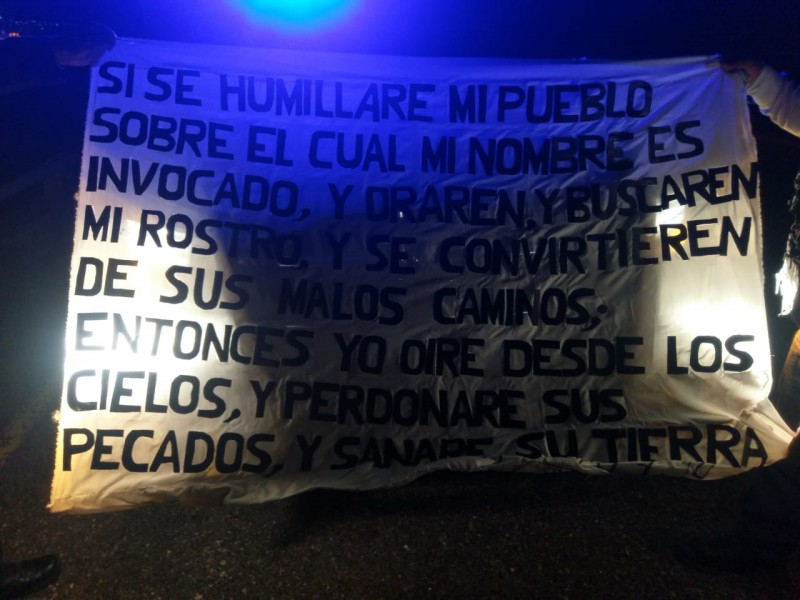 SI SE HUMILLARE MI PUEBLO
SOBRE EL CUAL MI NOMBRE ES
INVOCADO, Y ORAREN, Y BUSCAREN
MI ROSTRO, Y SE CONVIRTIEREN
DE SUS MALOS CAMINOS;
ENTONCES YO OIRE DESDE LOS
CIELOS, Y PERDONARE SUS
PECADOS, Y SANARE SU TIERRA